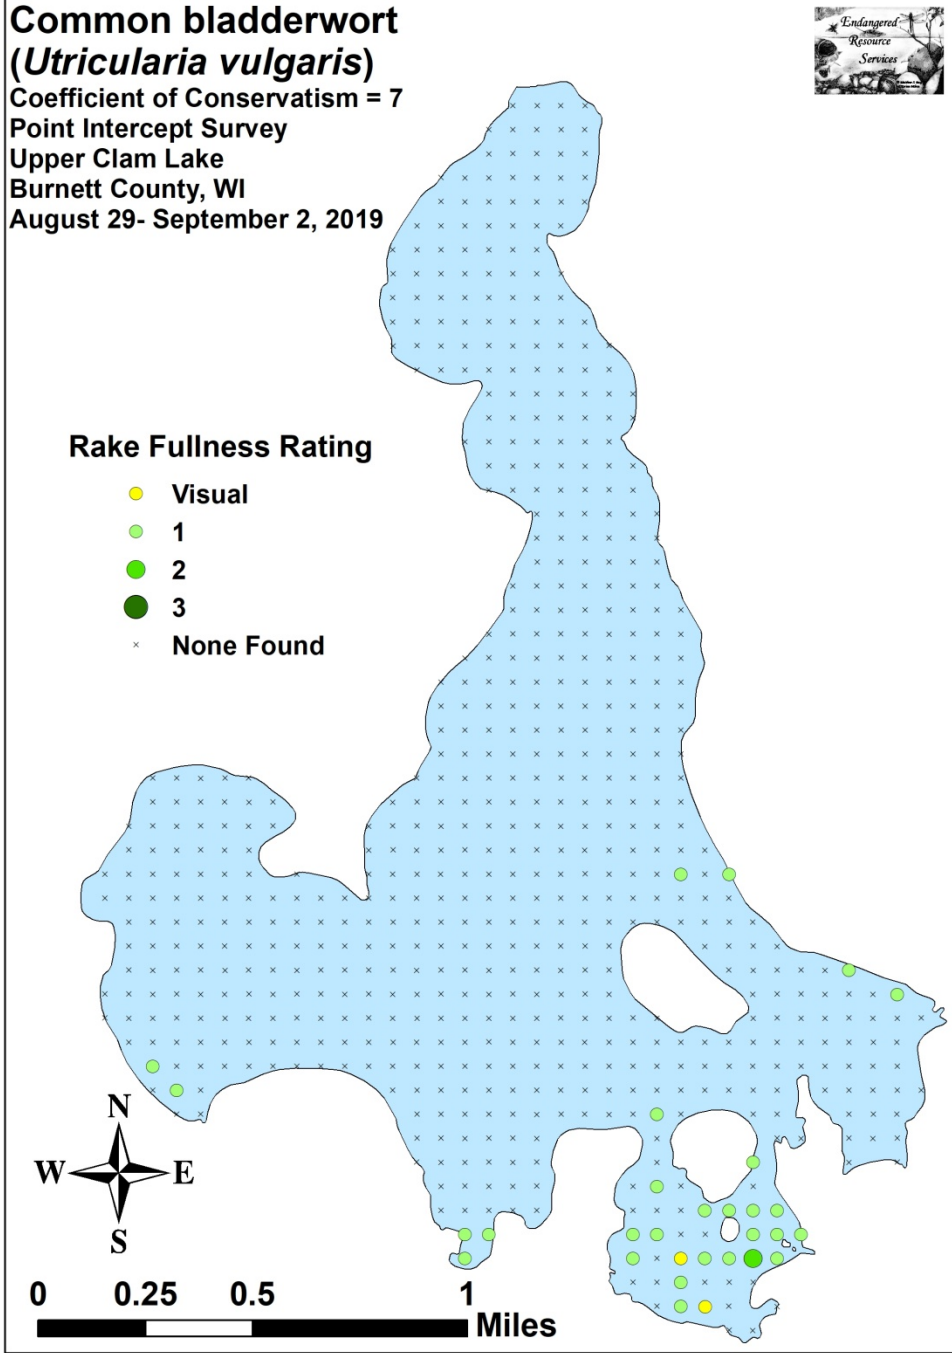 Common bladderwort
(Utricularia vulgaris)
Coefficient of Conservatism = 7
Point Intercept Survey
Upper Clam Lake
Burnett County, WI
August 29- September 2, 2019
Endangered
Resource
Services
Rake Fullness Rating
Visual
1
2
3
None Found
N
W E
S
0 0.25 0.5 1
Miles